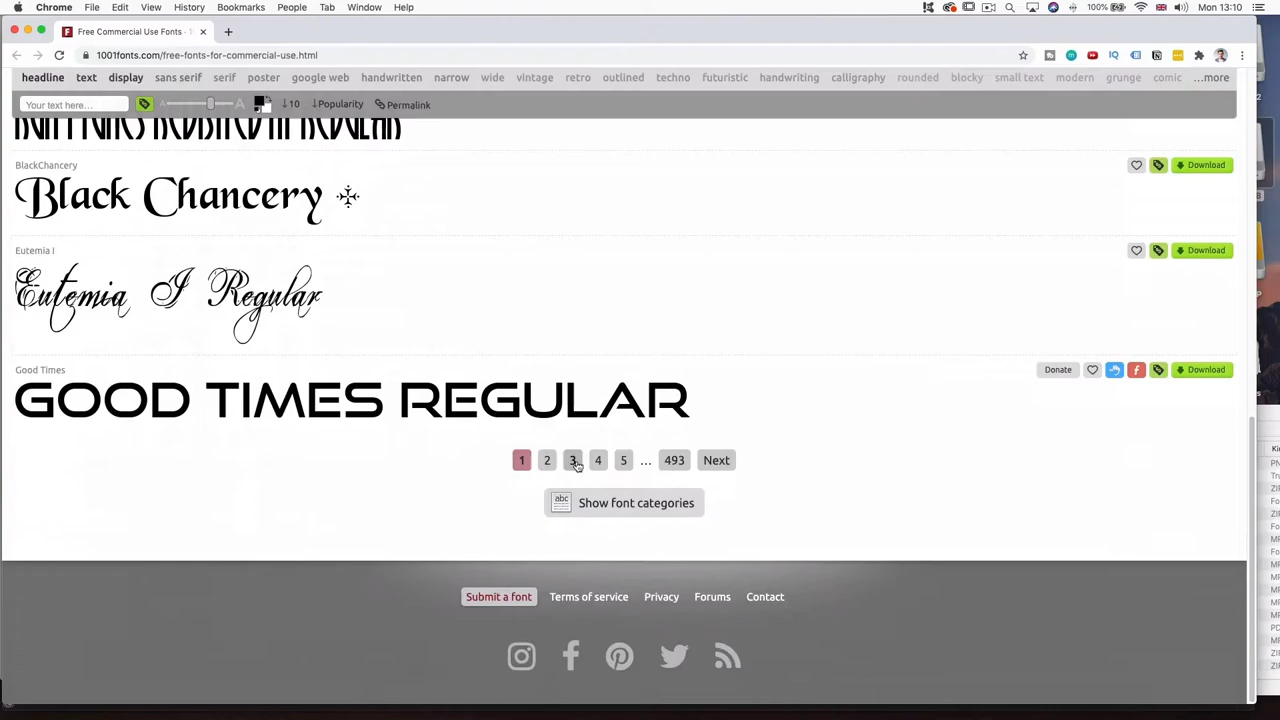 Chrome File Edit View History Bookmarks People Tab Window Help 100% Mon 13:10
Free Commercial Use Fonts
1001fonts.com/free-fonts-for-commercial-use.html
headline text display sans serif serif poster google web handwritten narrow wide vintage retro outlined techno futuristic handwriting calligraphy rounded blocky small text modern grunge comic ...more
Your text here... A A ↓10 ↓Popularity Permalink
BlackChancery Download
Black Chancery
Eutemia I Download
Eutemia I Regular
Good Times Donate Download
GOOD TIMES REGULAR
1 2 3 4 5 ... 493 Next
abc Show font categories
Submit a font Terms of service Privacy Forums Contact